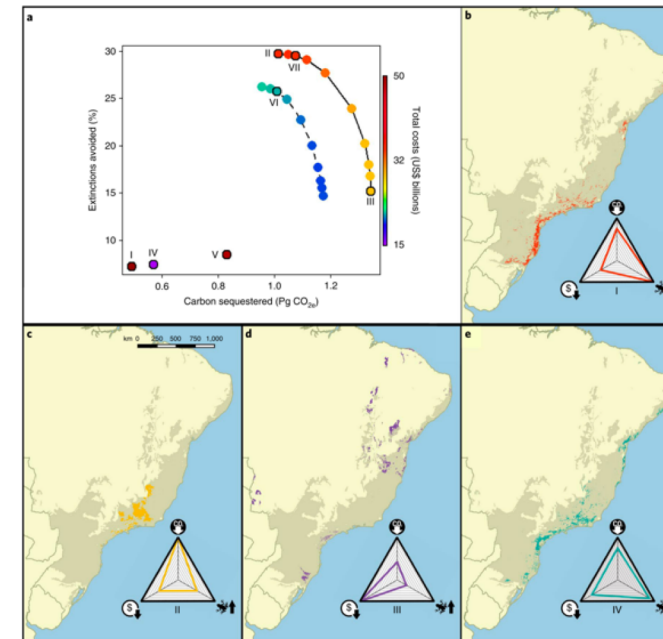 a
30
25
20
15
10
Extinctions avoided (%)
II
VII
VI
III
I
IV
V
0.6
0.8
1.0
1.2
Carbon sequestered (Pg CO2e)
50
32
15
Total costs (US$ billions)
b
$
I
c
km 0 250 500 750 1,000
$
II
d
$
III
e
$
IV